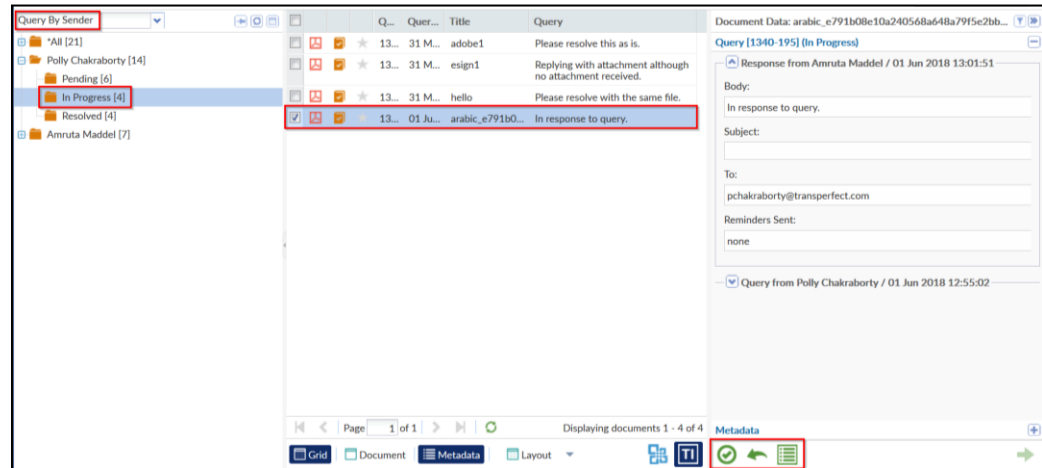 Query By Sender
*All [21]
Polly Chakraborty [14]
Pending [6]
In Progress [4]
Resolved [4]
Amruta Maddel [7]
Q... Quer... Title Query
13... 31 M... adobe1 Please resolve this as is.
13... 31 M... esign1 Replying with attachment although
no attachment received.
13... 31 M... hello Please resolve with the same file.
13... 01 Ju... arabic_e791b0... In response to query.
Page 1 of 1 Displaying documents 1 - 4 of 4
Grid Document Metadata Layout TI
Document Data: arabic_e791b08e10a240568a648a79f5e2bb...
Query [1340-195] (In Progress)
Response from Amruta Maddel / 01 Jun 2018 13:01:51
Body:
In response to query.
Subject:
To:
pchakraborty@transperfect.com
Reminders Sent:
none
Query from Polly Chakraborty / 01 Jun 2018 12:55:02
Metadata